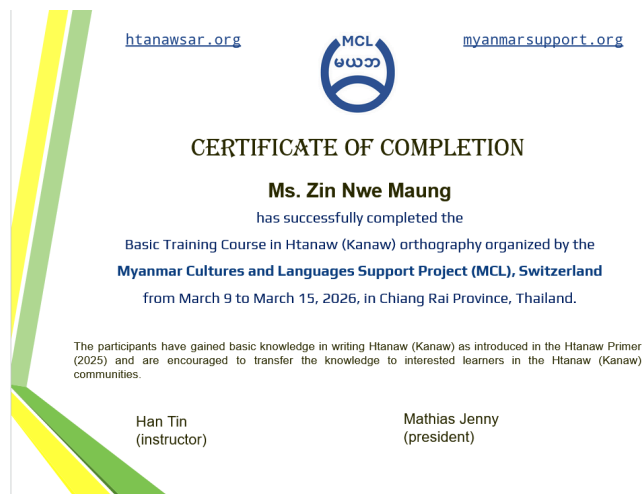 htanawsar.org
myanmarsupport.org
MCL
မယဘ
CERTIFICATE OF COMPLETION
Ms. Zin Nwe Maung
has successfully completed the
Basic Training Course in Htanaw (Kanaw) orthography organized by the
Myanmar Cultures and Languages Support Project (MCL), Switzerland
from March 9 to March 15, 2026, in Chiang Rai Province, Thailand.
The participants have gained basic knowledge in writing Htanaw (Kanaw) as introduced in the Htanaw Primer
(2025) and are encouraged to transfer the knowledge to interested learners in the Htanaw (Kanaw)
communities.
Han Tin
(instructor)
Mathias Jenny
(president)